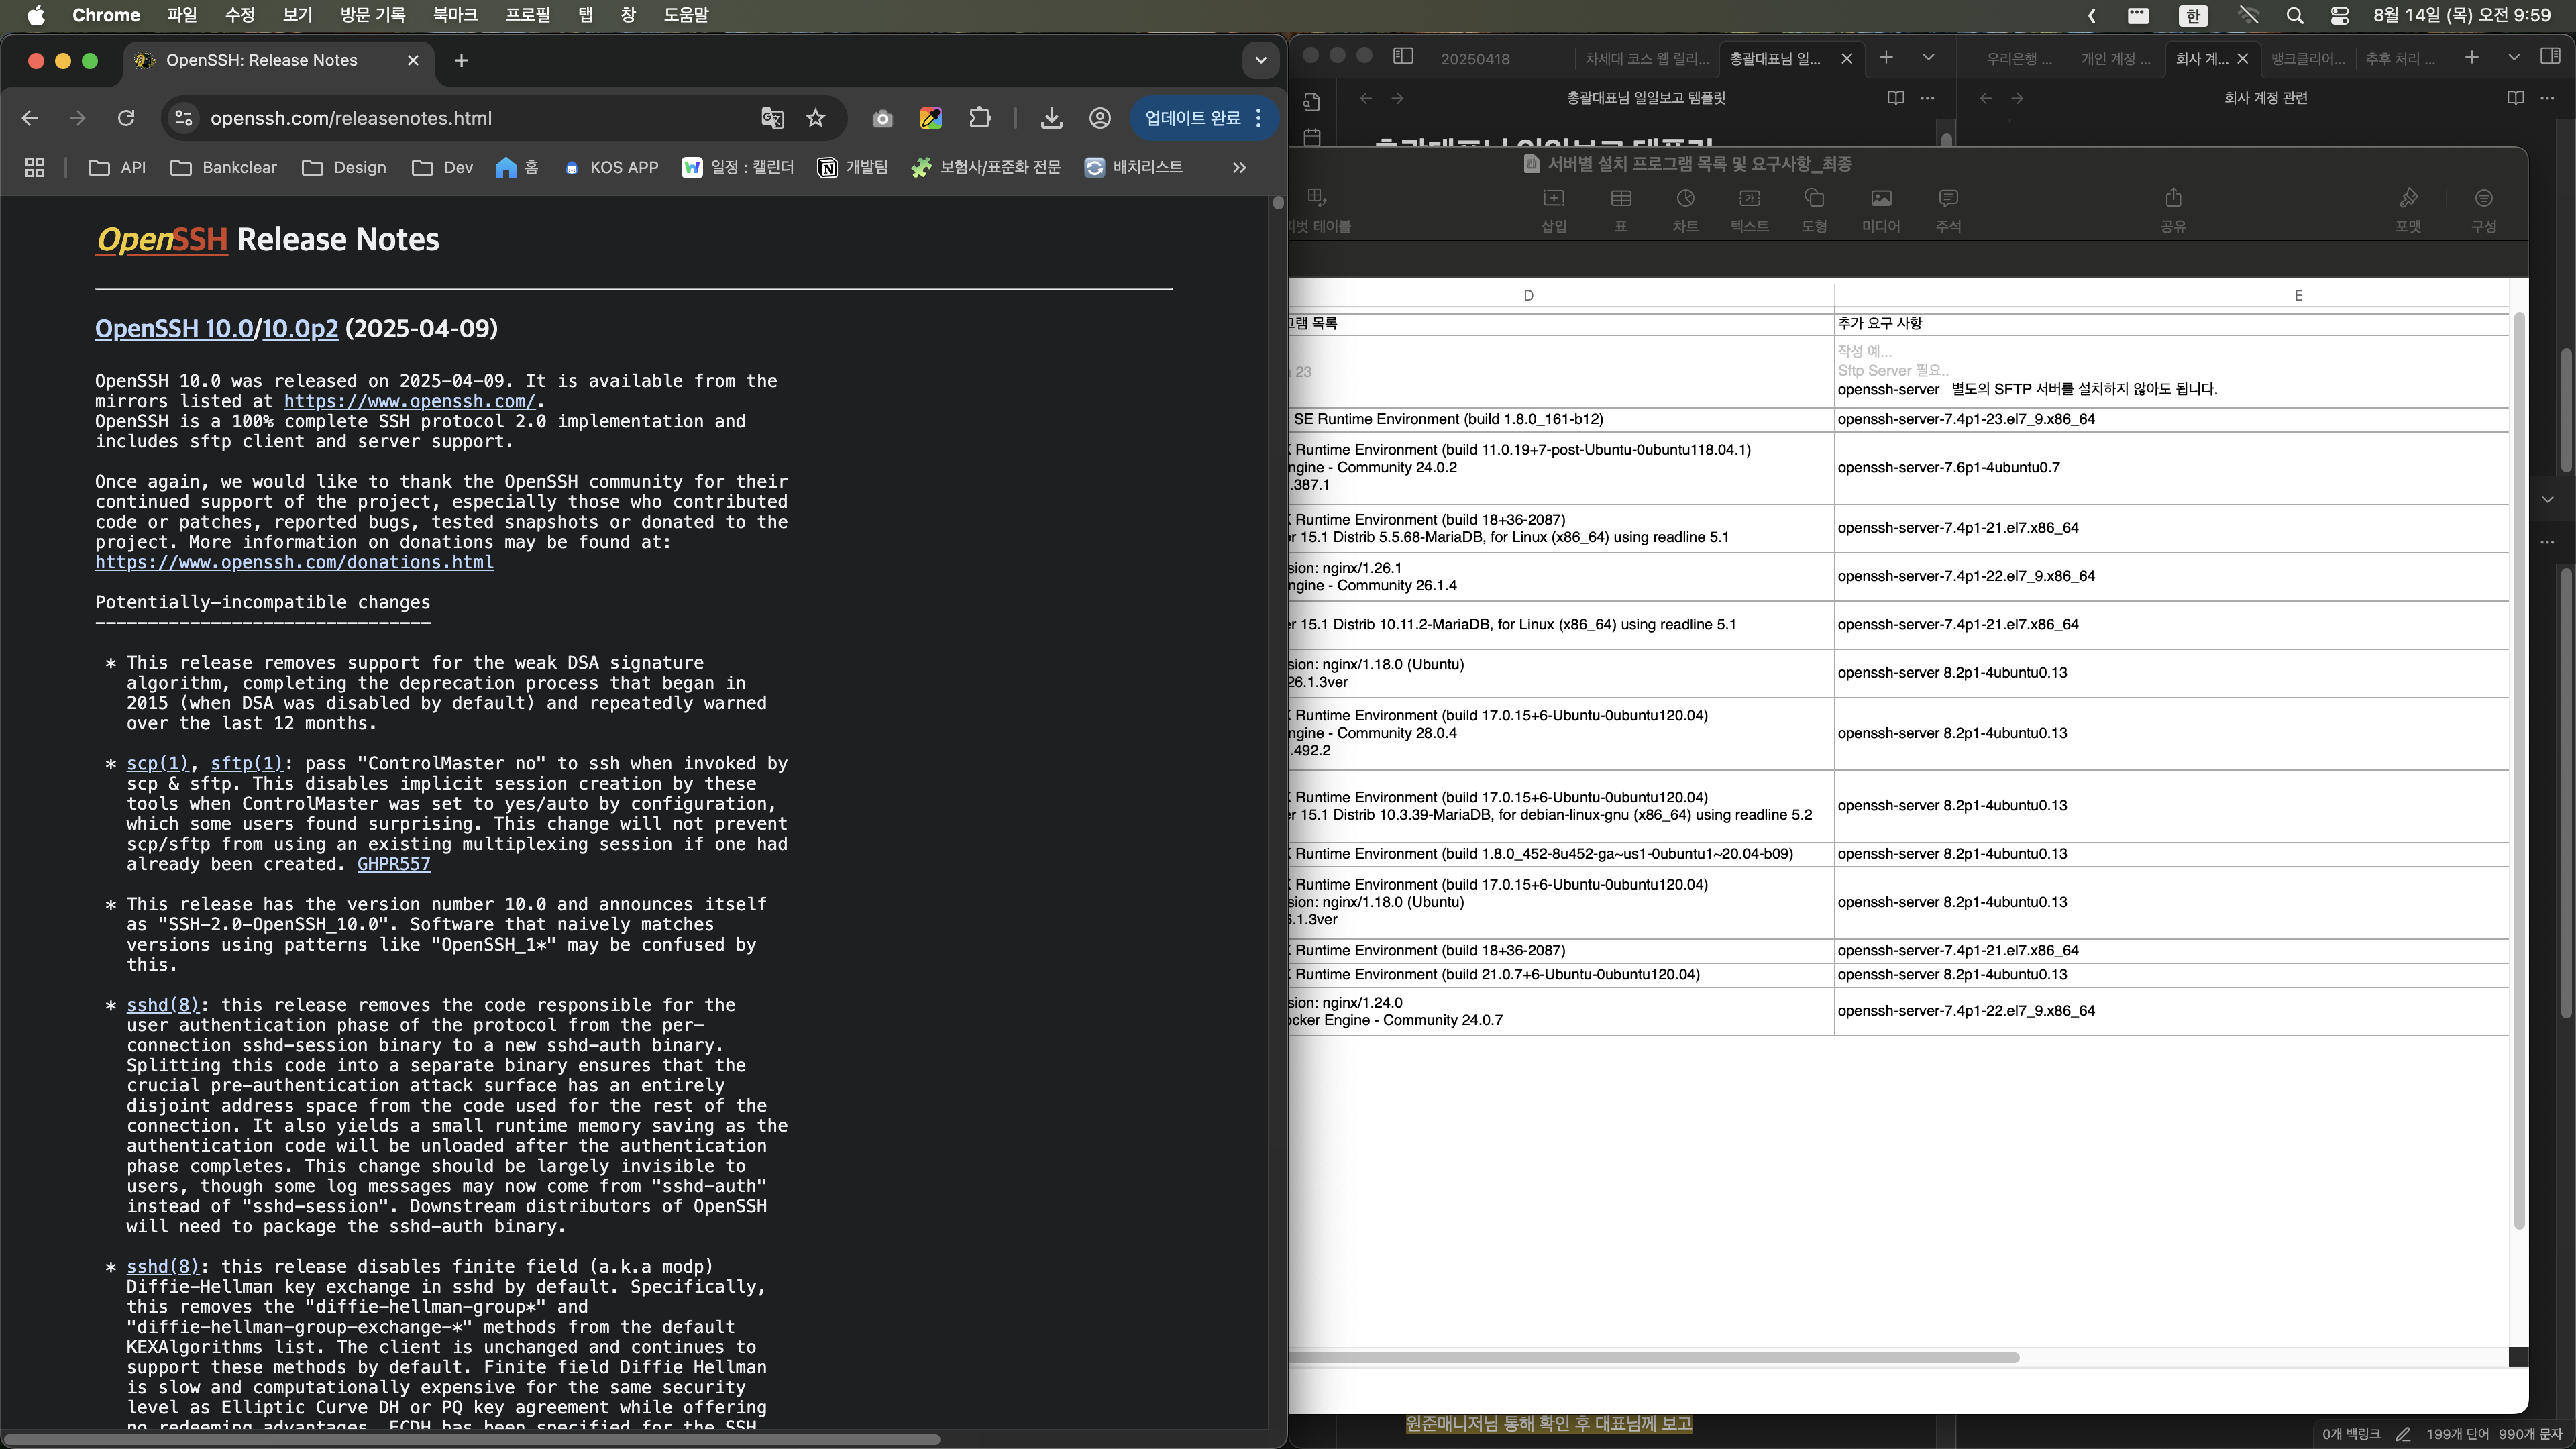 Chrome 파일 수정 보기 방문 기록 북마크 프로필 탭 창 도움말
한 8월 14일 (목) 오전 9:59
OpenSSH: Release Notes
openssh.com/releasenotes.html
업데이트 완료
API Bankclear Design Dev 홈 KOS APP 일정 : 캘린더 개발팀 보험사/표준화 전문 배치리스트
OpenSSH Release Notes
OpenSSH 10.0/10.0p2 (2025-04-09)
OpenSSH 10.0 was released on 2025-04-09. It is available from the
mirrors listed at https://www.openssh.com/.
OpenSSH is a 100% complete SSH protocol 2.0 implementation and
includes sftp client and server support.
Once again, we would like to thank the OpenSSH community for their
continued support of the project, especially those who contributed
code or patches, reported bugs, tested snapshots or donated to the
project. More information on donations may be found at:
https://www.openssh.com/donations.html
Potentially-incompatible changes
--------------------------------
* This release removes support for the weak DSA signature
algorithm, completing the deprecation process that began in
2015 (when DSA was disabled by default) and repeatedly warned
over the last 12 months.
* scp(1), sftp(1): pass "ControlMaster no" to ssh when invoked by
scp & sftp. This disables implicit session creation by these
tools when ControlMaster was set to yes/auto by configuration,
which some users found surprising. This change will not prevent
scp/sftp from using an existing multiplexing session if one had
already been created. GHPR557
* This release has the version number 10.0 and announces itself
as "SSH-2.0-OpenSSH_10.0". Software that naively matches
versions using patterns like "OpenSSH_1*" may be confused by
this.
* sshd(8): this release removes the code responsible for the
user authentication phase of the protocol from the per-
connection sshd-session binary to a new sshd-auth binary.
Splitting this code into a separate binary ensures that the
crucial pre-authentication attack surface has an entirely
disjoint address space from the code used for the rest of the
connection. It also yields a small runtime memory saving as the
authentication code will be unloaded after the authentication
phase completes. This change should be largely invisible to
users, though some log messages may now come from "sshd-auth"
instead of "sshd-session". Downstream distributors of OpenSSH
will need to package the sshd-auth binary.
* sshd(8): this release disables finite field (a.k.a modp)
Diffie-Hellman key exchange in sshd by default. Specifically,
this removes the "diffie-hellman-group*" and
"diffie-hellman-group-exchange-*" methods from the default
KEXAlgorithms list. The client is unchanged and continues to
support these methods by default. Finite field Diffie Hellman
is slow and computationally expensive for the same security
level as Elliptic Curve DH or PQ key agreement while offering
no redeeming advantages. ECDH has been specified for the SSH
20250418 차세대 코스 웹 릴리... 총괄대표님 일...
우리은행 ... 개인 계정 ... 회사 계... 뱅크클리어... 추후 처리 ...
총괄대표님 일일보고 템플릿
회사 계정 관련
총괄대표님 일일보고 템플릿
서버별 설치 프로그램 목록 및 요구사항_최종
피벗 테이블 삽입 표 차트 텍스트 도형 미디어 주석 공유 포맷 구성
D E
그램 목록 추가 요구 사항
작성 예...
23 Sftp Server 필요..
openssh-server 별도의 SFTP 서버를 설치하지 않아도 됩니다.
SE Runtime Environment (build 1.8.0_161-b12) openssh-server-7.4p1-23.el7_9.x86_64
K Runtime Environment (build 11.0.19+7-post-Ubuntu-0ubuntu118.04.1)
ngine - Community 24.0.2 openssh-server-7.6p1-4ubuntu0.7
.387.1
K Runtime Environment (build 18+36-2087)
er 15.1 Distrib 5.5.68-MariaDB, for Linux (x86_64) using readline 5.1 openssh-server-7.4p1-21.el7.x86_64
sion: nginx/1.26.1
ngine - Community 26.1.4 openssh-server-7.4p1-22.el7_9.x86_64
er 15.1 Distrib 10.11.2-MariaDB, for Linux (x86_64) using readline 5.1 openssh-server-7.4p1-21.el7.x86_64
sion: nginx/1.18.0 (Ubuntu)
26.1.3ver openssh-server 8.2p1-4ubuntu0.13
K Runtime Environment (build 17.0.15+6-Ubuntu-0ubuntu120.04)
ngine - Community 28.0.4 openssh-server 8.2p1-4ubuntu0.13
.492.2
K Runtime Environment (build 17.0.15+6-Ubuntu-0ubuntu120.04)
er 15.1 Distrib 10.3.39-MariaDB, for debian-linux-gnu (x86_64) using readline 5.2 openssh-server 8.2p1-4ubuntu0.13
K Runtime Environment (build 1.8.0_452-8u452-ga~us1-0ubuntu1~20.04-b09) openssh-server 8.2p1-4ubuntu0.13
K Runtime Environment (build 17.0.15+6-Ubuntu-0ubuntu120.04)
sion: nginx/1.18.0 (Ubuntu) openssh-server 8.2p1-4ubuntu0.13
6.1.3ver
K Runtime Environment (build 18+36-2087) openssh-server-7.4p1-21.el7.x86_64
K Runtime Environment (build 21.0.7+6-Ubuntu-0ubuntu120.04) openssh-server 8.2p1-4ubuntu0.13
sion: nginx/1.24.0
ocker Engine - Community 24.0.7 openssh-server-7.4p1-22.el7_9.x86_64
원준매니저님 통해 확인 후 대표님께 보고
0개 백링크 199개 단어 990개 문자